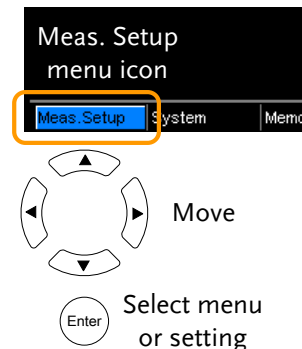 Meas. Setup
menu icon
Meas.Setup System Memo
Move
Enter
Select menu
or setting